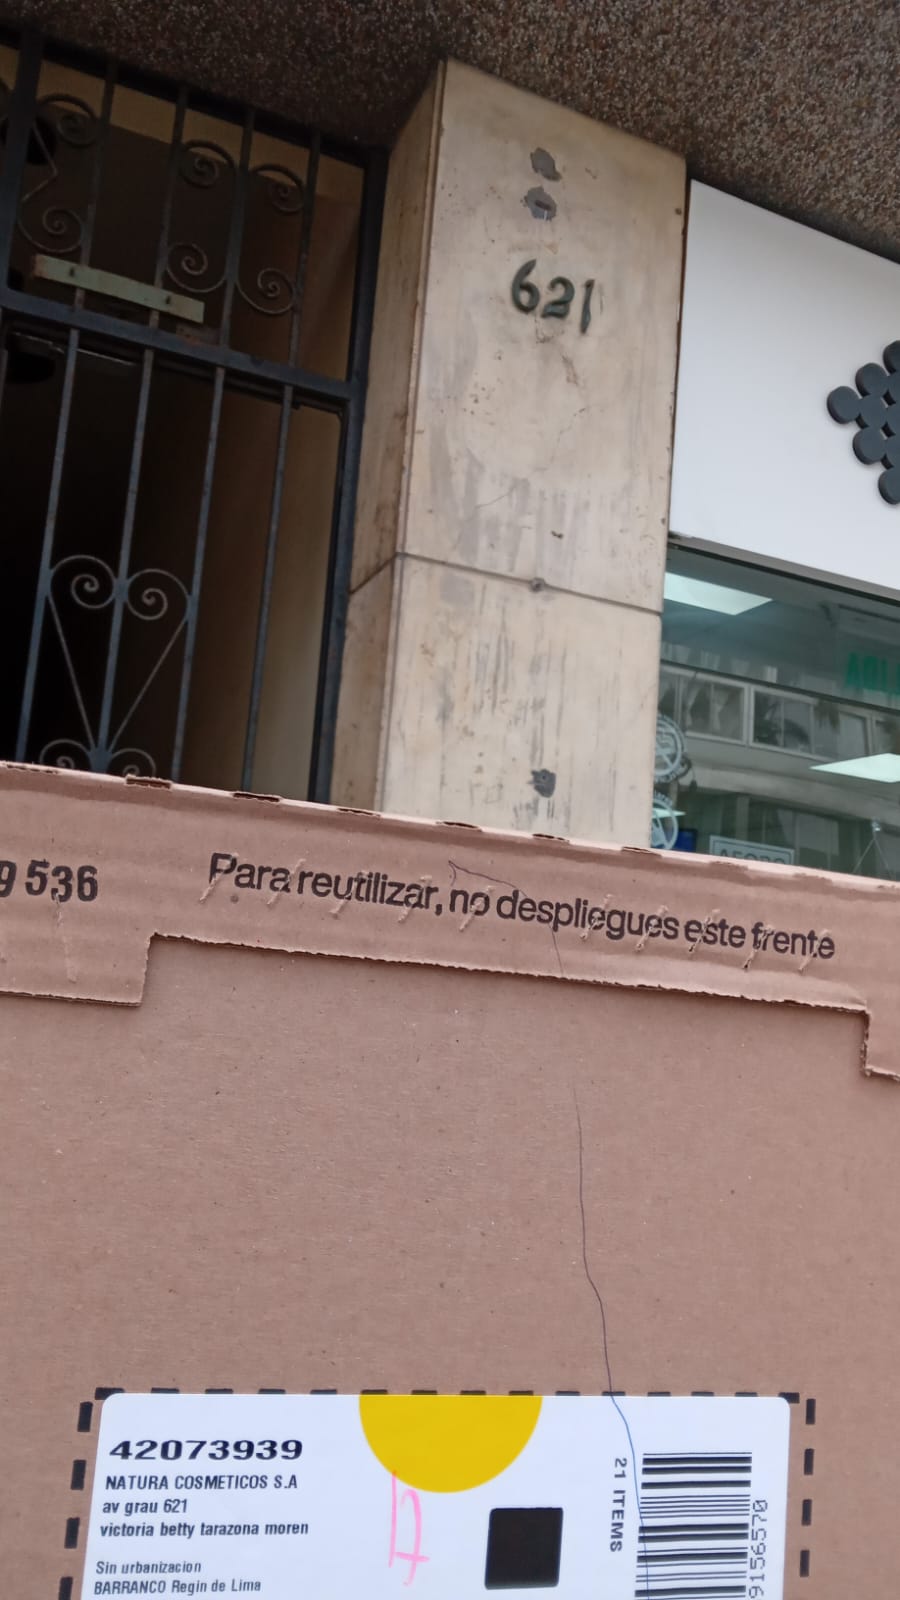 621
9 536
Para reutilizar, no despliegues este frente
42073939
NATURA COSMETICOS S.A
av grau 621
victoria betty tarazona moren
Sin urbanizacion
BARRANCO Regin de Lima
21 ITEMS
9156570